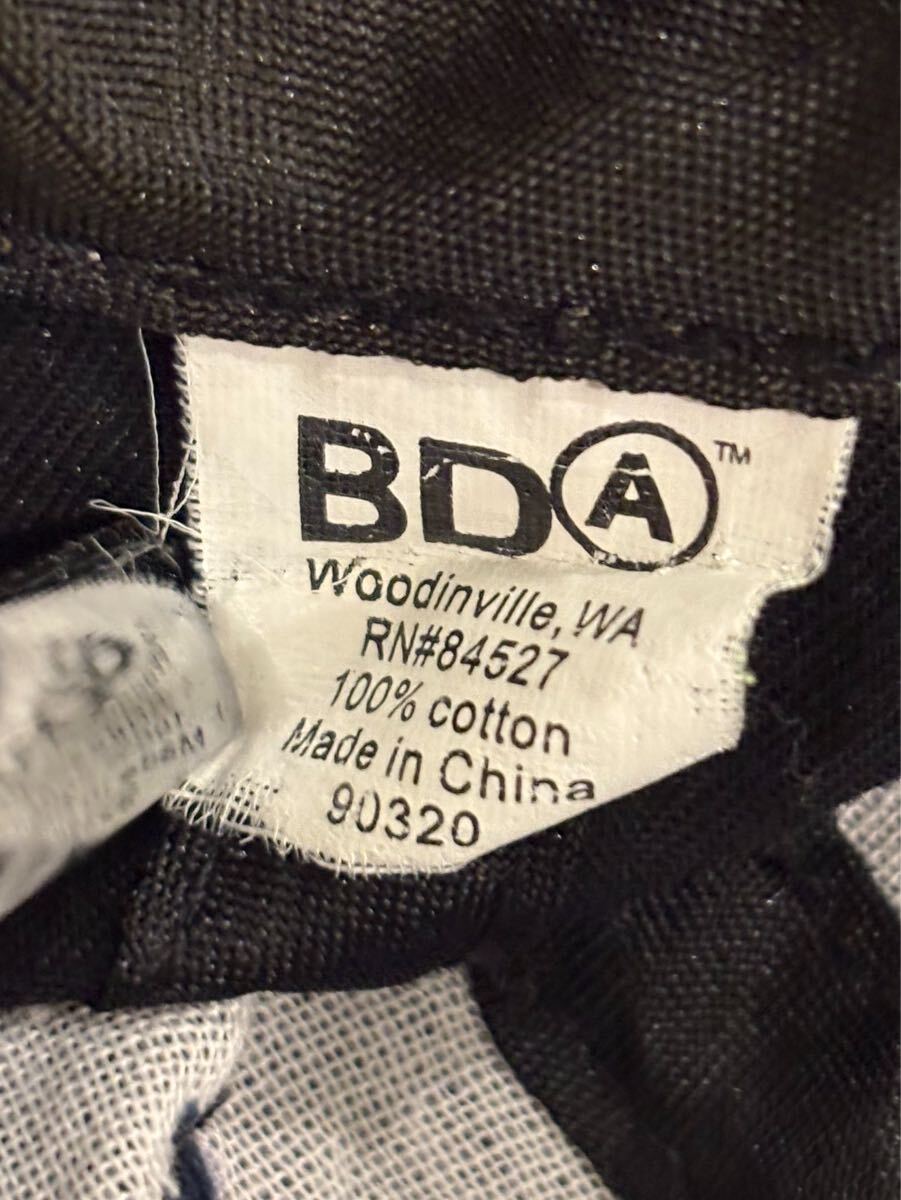 BDA™
Woodinville, WA
RN#84527
100% cotton
Made in China
90320